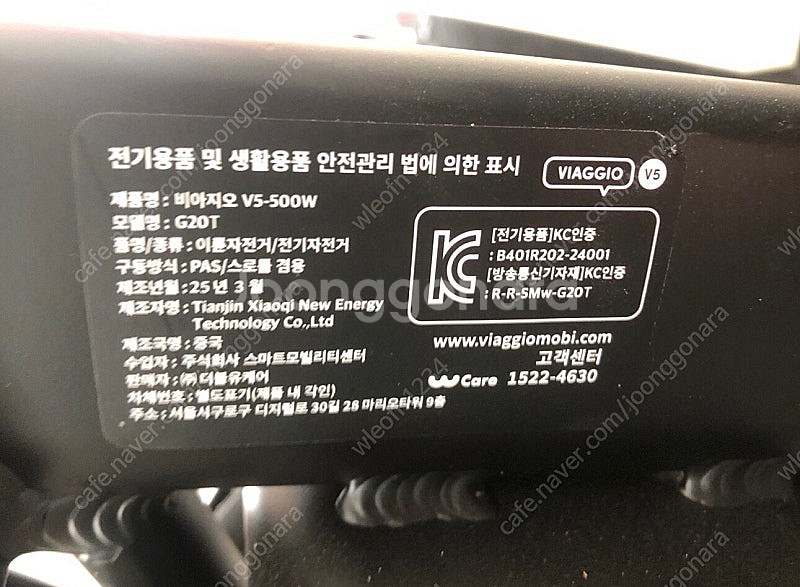 전기용품 및 생활용품 안전관리 법에 의한 표시
VIAGGIO V5
제품명 : 비아지오 V5-500W
모델명 : G20T
품명/종류 : 이륜자전거/전기자전거
구동방식 : PAS/스로틀 겸용
제조년월 : 25년 3월
제조자명 : Tianjin Xiaoqi New Energy
Technology Co.,Ltd
제조국명 : 중국
수입자 : 주식회사 스마트모빌리티센터
판매자 : ㈜더블유케어
차체번호 : 별도표기(제품 내 각인)
주소 : 서울시구로구 디지털로 30길 28 마리오타워 9층
[전기용품]KC인증
: B401R202-24001
[방송통신기자재]KC인증
: R-R-SMw-G20T
www.viaggiomobi.com
고객센터
Care 1522-4630
joonggonara
cafe.naver.com/joonggonara
wleofm1234